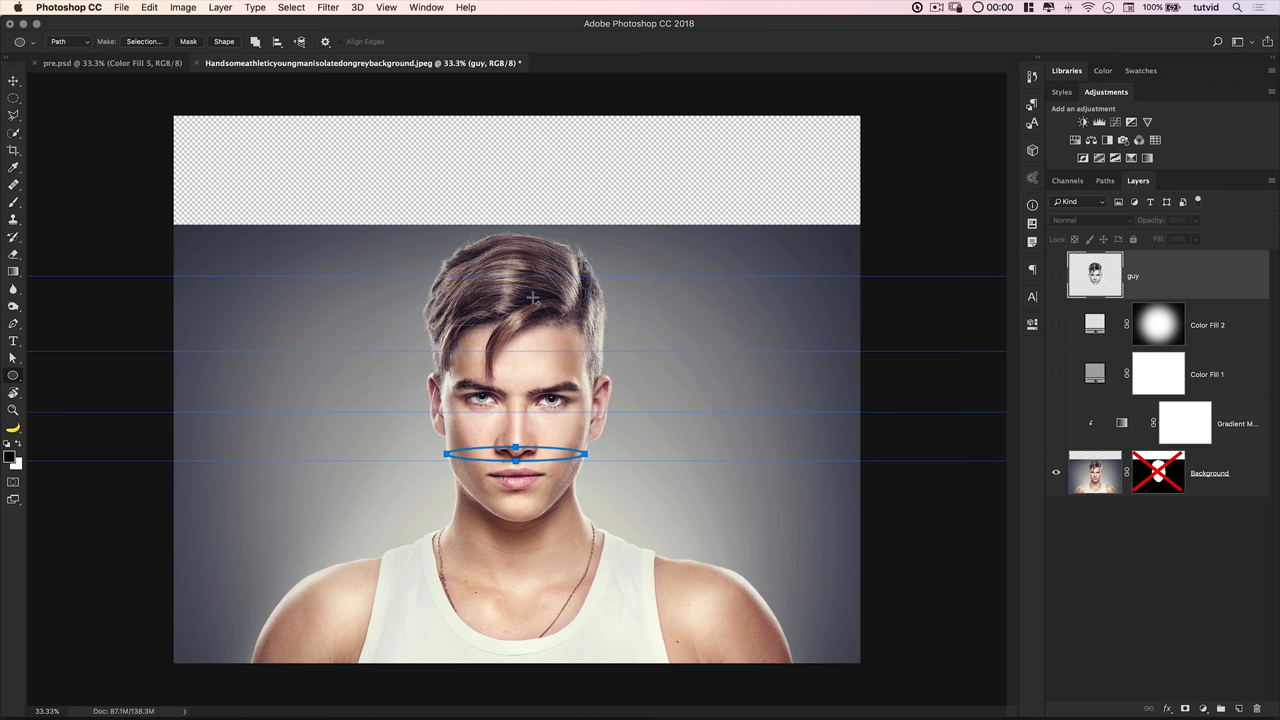 Photoshop CC File Edit Image Layer Type Select Filter 3D View Window Help 00:00 100% tutvid
Adobe Photoshop CC 2018
Path Make: Selection... Mask Shape Align Edges
pre.psd @ 33.3% (Color Fill 5, RGB/8) Handsomeathleticyoungmanisolatedongreybackground.jpeg @ 33.3% (guy, RGB/8) *
Libraries Color Swatches
Styles Adjustments
Add an adjustment
Channels Paths Layers
Kind
Normal Opacity: 100%
Lock: Fill: 100%
guy
Color Fill 2
Color Fill 1
Gradient M...
Background
33.33% Doc: 87.1M/138.3M